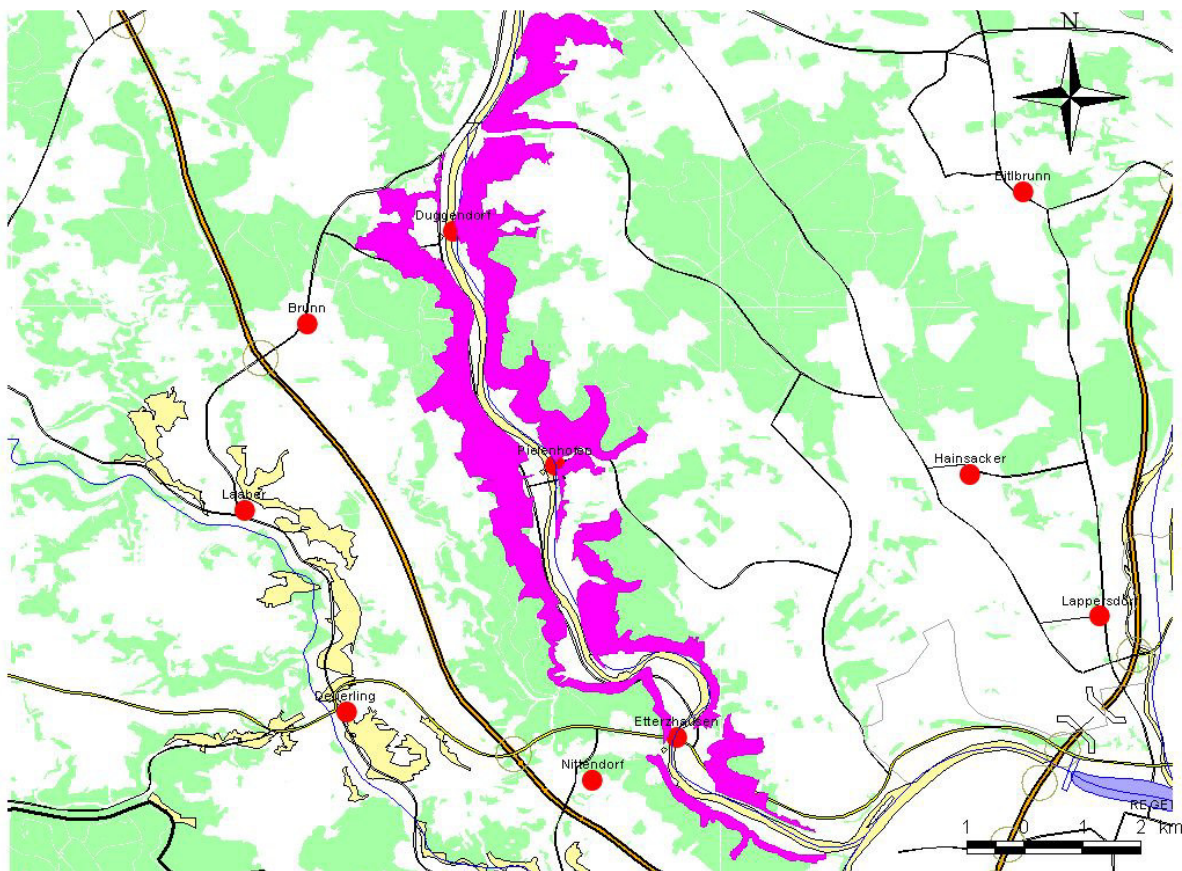 N
Eitlbrunn
Duggendorf
Brunn
Pielenhofen
Hainsacker
Laaber
Lappersdorf
Deuerling
Etterzhausen
Nittendorf
REGE
1 0 1 2 km